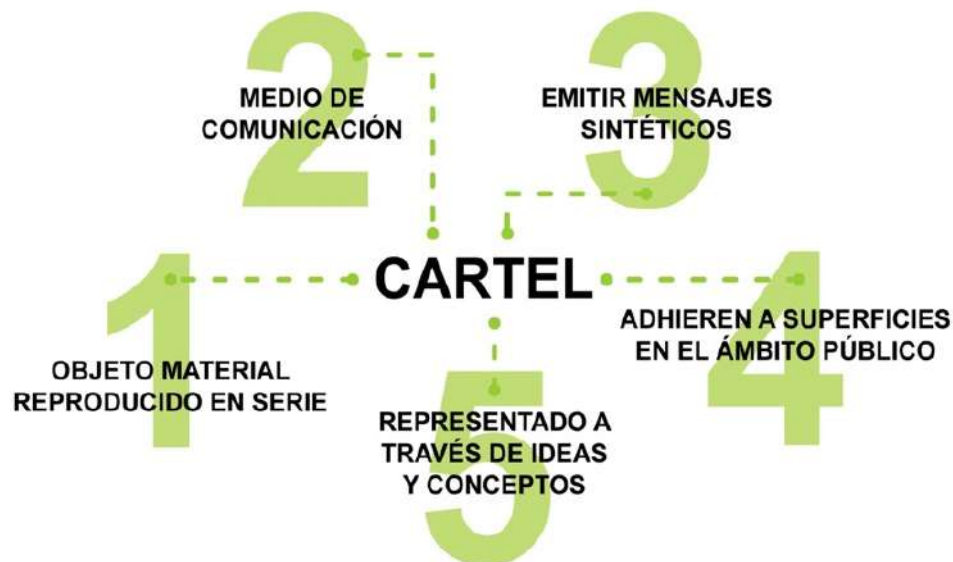 2
MEDIO DE
COMUNICACIÓN
3
EMITIR MENSAJES
SINTÉTICOS
CARTEL
1
OBJETO MATERIAL
REPRODUCIDO EN SERIE
4
ADHIEREN A SUPERFICIES
EN EL ÁMBITO PÚBLICO
5
REPRESENTADO A
TRAVÉS DE IDEAS
Y CONCEPTOS